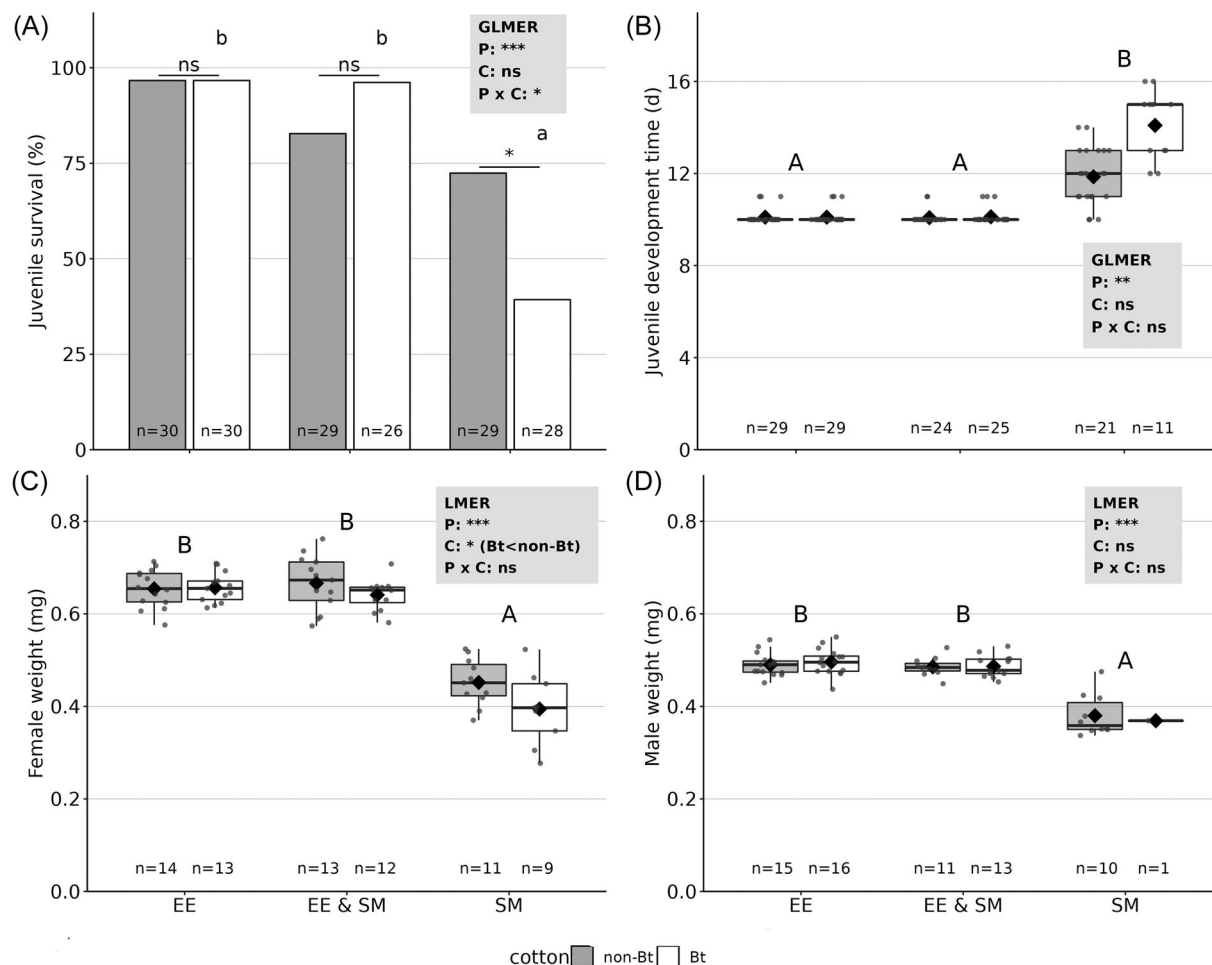 (A)
Juvenile survival (%)
100
75
50
25
0
b
ns
b
ns
a
*
GLMER
P: ***
C: ns
P x C: *
n=30
n=30
n=29
n=26
n=29
n=28
(B)
Juvenile development time (d)
16
12
8
4
0
A
A
B
GLMER
P: **
C: ns
P x C: ns
n=29
n=29
n=24
n=25
n=21
n=11
(C)
Female weight (mg)
0.8
0.6
0.4
0.2
0.0
B
B
A
LMER
P: ***
C: * (Bt<non-Bt)
P x C: ns
n=14
n=13
n=13
n=12
n=11
n=9
EE
EE & SM
SM
(D)
Male weight (mg)
0.8
0.6
0.4
0.2
0.0
B
B
A
LMER
P: ***
C: ns
P x C: ns
n=15
n=16
n=11
n=13
n=10
n=1
EE
EE & SM
SM
cotton non-Bt Bt